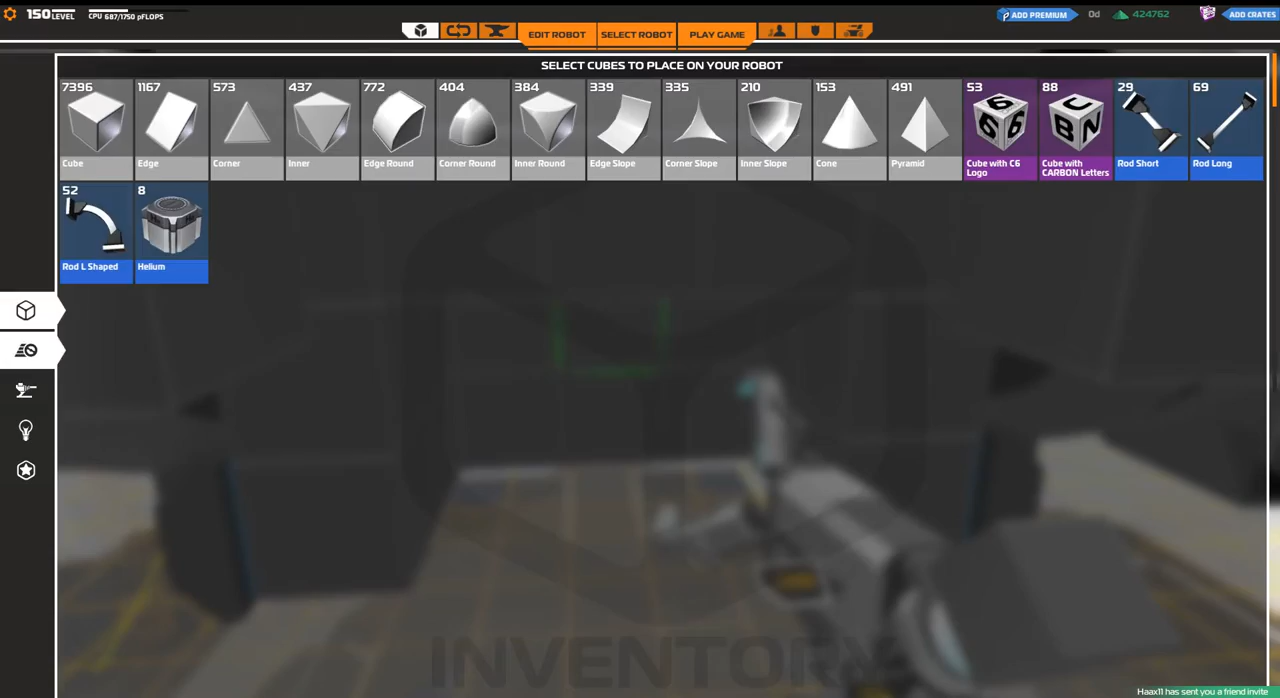 150 LEVEL CPU 687/1750 pFLOPS
ADD PREMIUM 0d 424762 ADD CRATES
EDIT ROBOT SELECT ROBOT PLAY GAME
SELECT CUBES TO PLACE ON YOUR ROBOT
7396 1167 573 437 772 404 384 339 335 210 153 491 53 88 29 69
6 6 6
C B N
Cube Edge Corner Inner Edge Round Corner Round Inner Round Edge Slope Corner Slope Inner Slope Cone Pyramid Cube with C6 Logo Cube with CARBON Letters Rod Short Rod Long
52 8
Rod L Shaped Helium
INVENTORY
Haax11 has sent you a friend invite